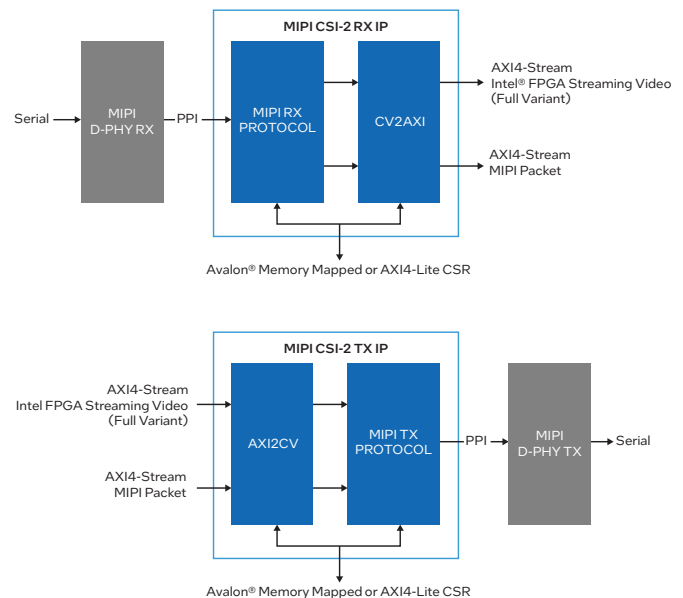 MIPI CSI-2 RX IP
Serial
MIPI
D-PHY RX
PPI
MIPI RX
PROTOCOL
CV2AXI
AXI4-Stream
Intel® FPGA Streaming Video
(Full Variant)
AXI4-Stream
MIPI Packet
Avalon® Memory Mapped or AXI4-Lite CSR
MIPI CSI-2 TX IP
AXI4-Stream
Intel FPGA Streaming Video
(Full Variant)
AXI4-Stream
MIPI Packet
AXI2CV
MIPI TX
PROTOCOL
PPI
MIPI
D-PHY TX
Serial
Avalon® Memory Mapped or AXI4-Lite CSR